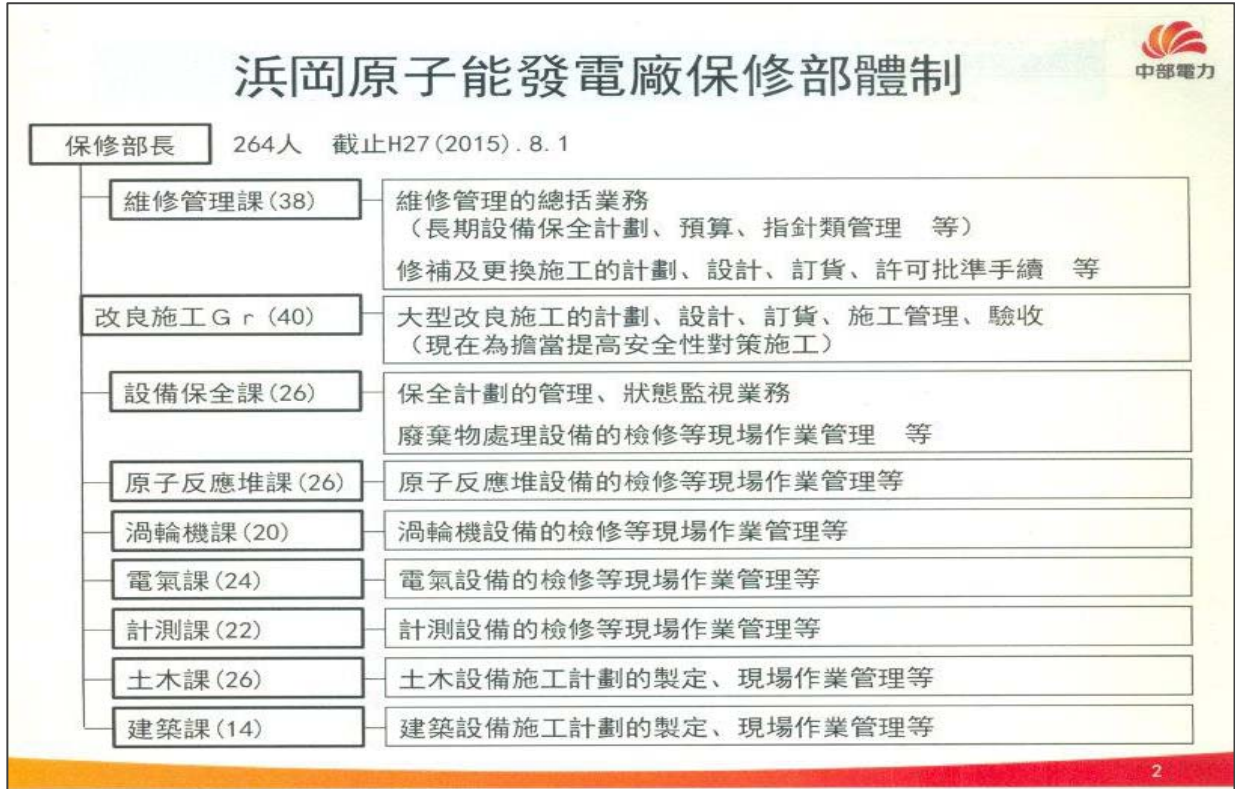 浜岡原子能發電廠保修部體制
中部電力
保修部長 264人 截止H27(2015).8.1
維修管理課(38) 維修管理的總括業務
(長期設備保全計劃、預算、指針類管理 等)
修補及更換施工的計劃、設計、訂貨、許可批準手續 等
改良施工Gr(40) 大型改良施工的計劃、設計、訂貨、施工管理、驗收
(現在為擔當提高安全性對策施工)
設備保全課(26) 保全計劃的管理、狀態監視業務
廢棄物處理設備的檢修等現場作業管理 等
原子反應堆課(26) 原子反應堆設備的檢修等現場作業管理等
渦輪機課(20) 渦輪機設備的檢修等現場作業管理等
電氣課(24) 電氣設備的檢修等現場作業管理等
計測課(22) 計測設備的檢修等現場作業管理等
土木課(26) 土木設備施工計劃的製定、現場作業管理等
建築課(14) 建築設備施工計劃的製定、現場作業管理等
2